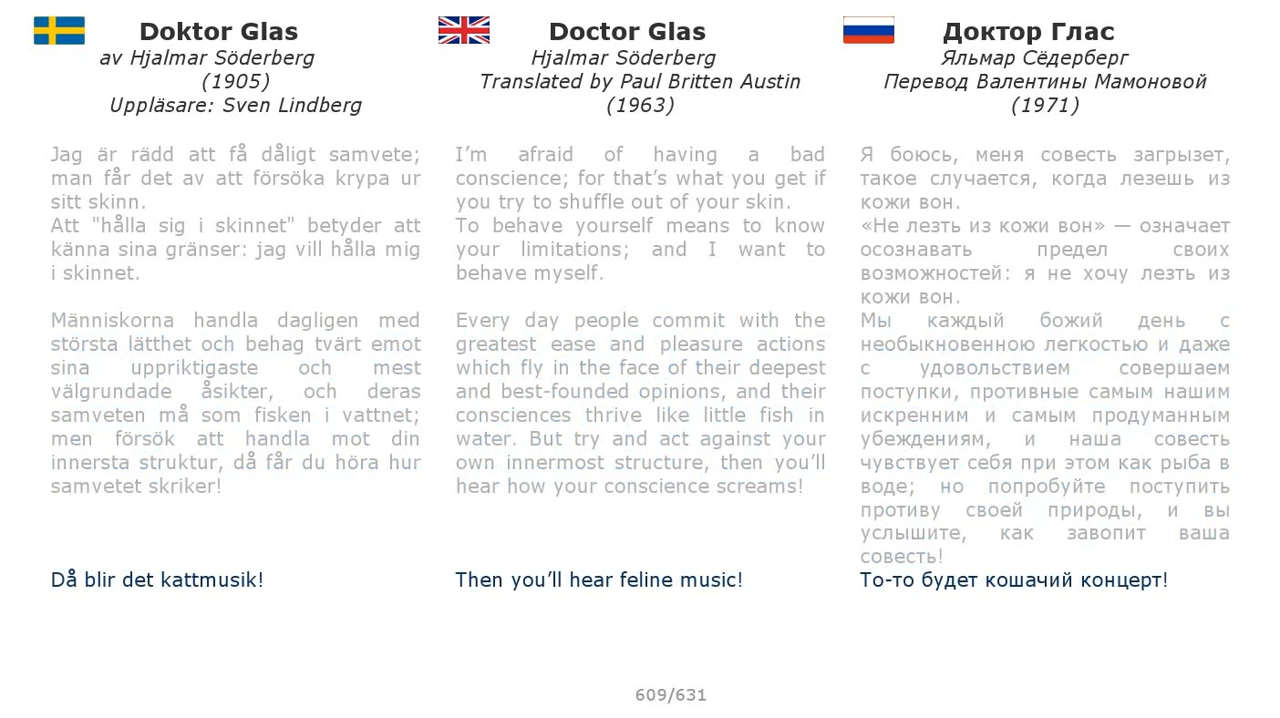 Doktor Glas
av Hjalmar Söderberg
(1905)
Uppläsare: Sven Lindberg
Jag är rädd att få dåligt samvete;
man får det av att försöka krypa ur
sitt skinn.
Att "hålla sig i skinnet" betyder att
känna sina gränser: jag vill hålla mig
i skinnet.
Människorna handla dagligen med
största lätthet och behag tvärt emot
sina uppriktigaste och mest
välgrundade åsikter, och deras
samveten må som fisken i vattnet;
men försök att handla mot din
innersta struktur, då får du höra hur
samvetet skriker!
Då blir det kattmusik!
Doctor Glas
Hjalmar Söderberg
Translated by Paul Britten Austin
(1963)
I’m afraid of having a bad
conscience; for that’s what you get if
you try to shuffle out of your skin.
To behave yourself means to know
your limitations; and I want to
behave myself.
Every day people commit with the
greatest ease and pleasure actions
which fly in the face of their deepest
and best-founded opinions, and their
consciences thrive like little fish in
water. But try and act against your
own innermost structure, then you’ll
hear how your conscience screams!
Then you’ll hear feline music!
Доктор Глас
Яльмар Сёдерберг
Перевод Валентины Мамоновой
(1971)
Я боюсь, меня совесть загрызет,
такое случается, когда лезешь из
кожи вон.
«Не лезть из кожи вон» — означает
осознавать предел своих
возможностей: я не хочу лезть из
кожи вон.
Мы каждый божий день с
необыкновенною легкостью и даже
с удовольствием совершаем
поступки, противные самым нашим
искренним и самым продуманным
убеждениям, и наша совесть
чувствует себя при этом как рыба в
воде; но попробуйте поступить
противу своей природы, и вы
услышите, как завопит ваша
совесть!
То-то будет кошачий концерт!
609/631